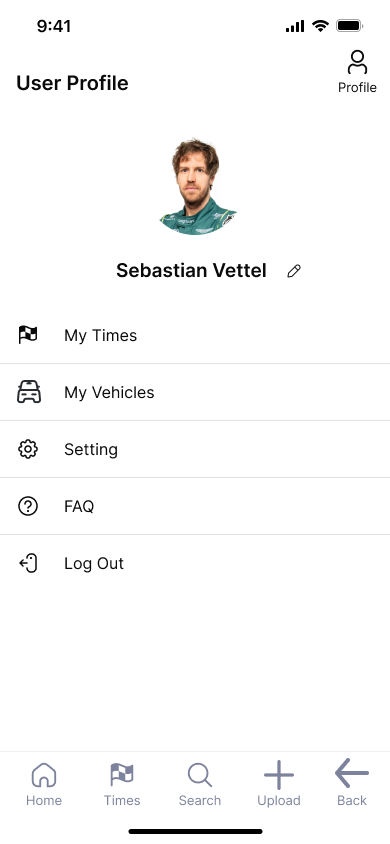 9:41
User Profile
Profile
Sebastian Vettel
My Times
My Vehicles
Setting
FAQ
Log Out
Home
Times
Search
Upload
Back